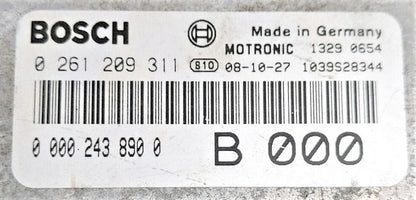 BOSCH Made in Germany
MOTRONIC 1329 0654
0 261 209 311 S10 08-10-27 1039S28344
0 000 243 890 0 B 000